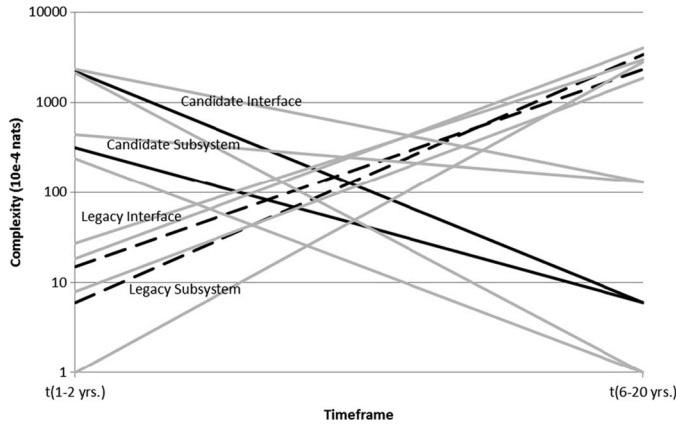 10000
1000
100
10
1
Complexity (10e-4 nats)
Candidate Interface
Candidate Subsystem
Legacy Interface
Legacy Subsystem
t(1-2 yrs.)
t(6-20 yrs.)
Timeframe